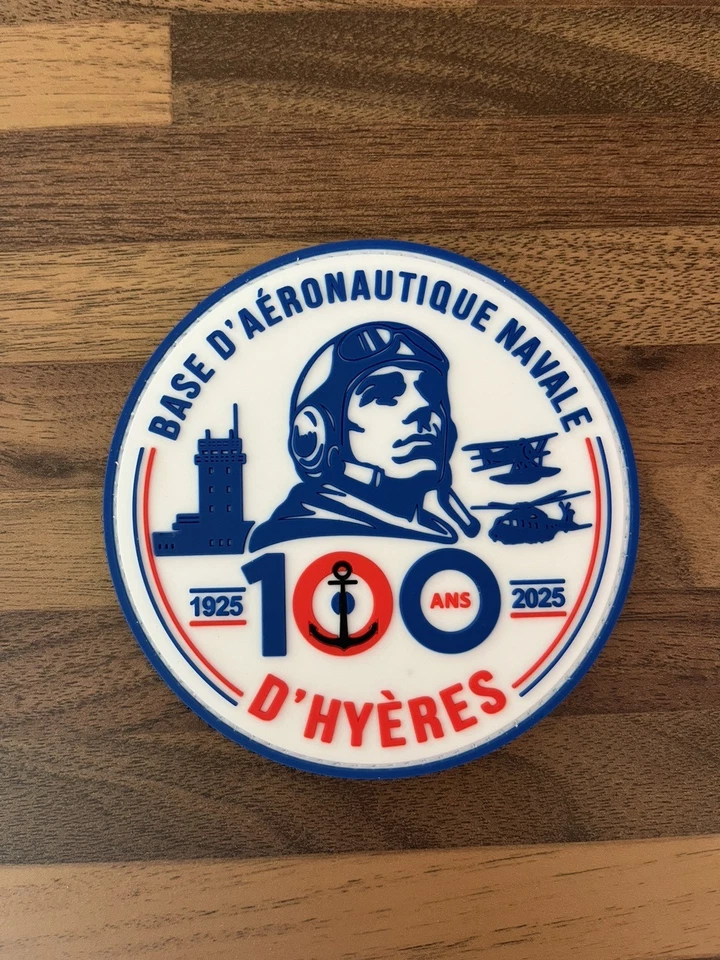 BASE D'AÉRONAUTIQUE NAVALE
1925 100 ANS 2025
D'HYÈRES